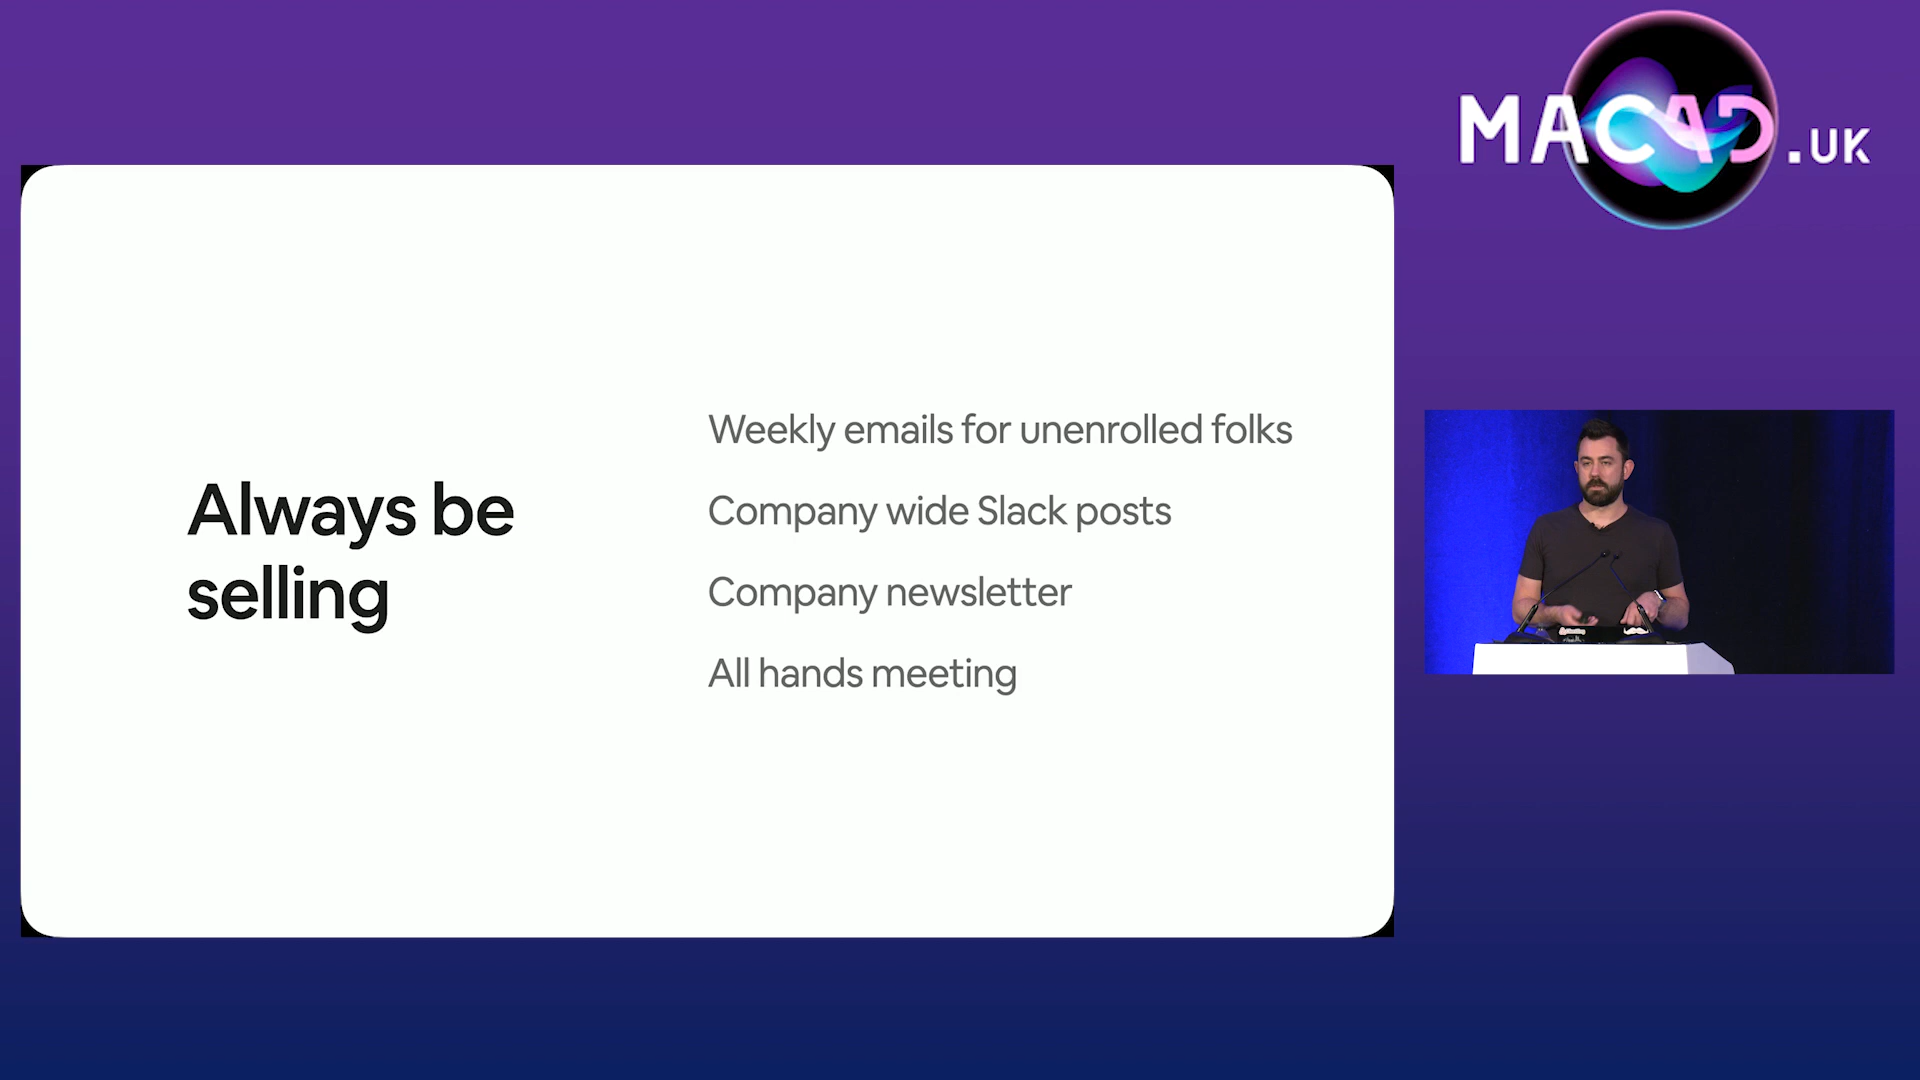 MACAD.UK
Always be
selling
Weekly emails for unenrolled folks
Company wide Slack posts
Company newsletter
All hands meeting